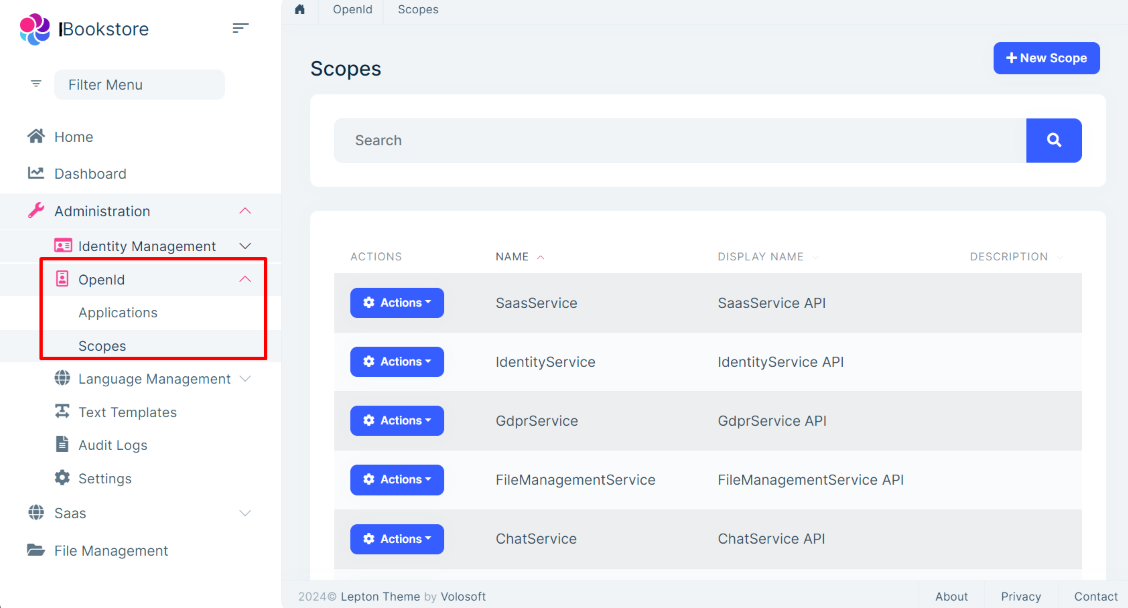 Bookstore
Filter Menu
Home
Dashboard
Administration
Identity Management
OpenId
Applications
Scopes
Language Management
Text Templates
Audit Logs
Settings
Saas
File Management
OpenId Scopes
Scopes
New Scope
Search
ACTIONS NAME DISPLAY NAME DESCRIPTION
Actions SaasService SaasService API
Actions IdentityService IdentityService API
Actions GdprService GdprService API
Actions FileManagementService FileManagementService API
Actions ChatService ChatService API
2024© Lepton Theme by Volosoft About Privacy Contact